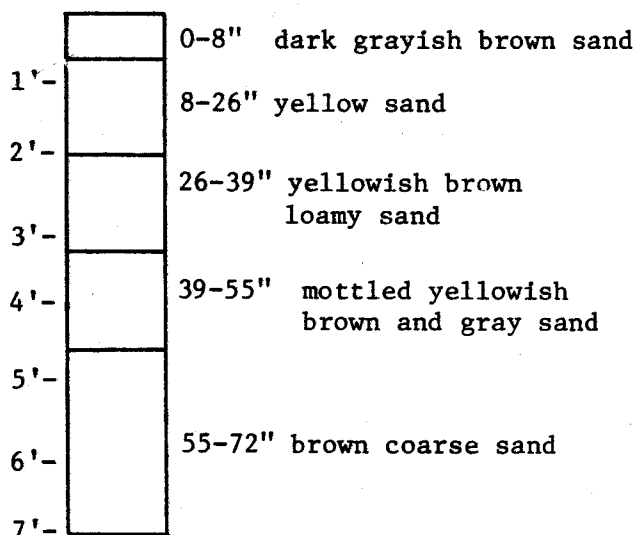 0-8" dark grayish brown sand
1'-
8-26" yellow sand
2'-
26-39" yellowish brown
loamy sand
3'-
39-55" mottled yellowish
4'-
brown and gray sand
5'-
55-72" brown coarse sand
6'-
7'-